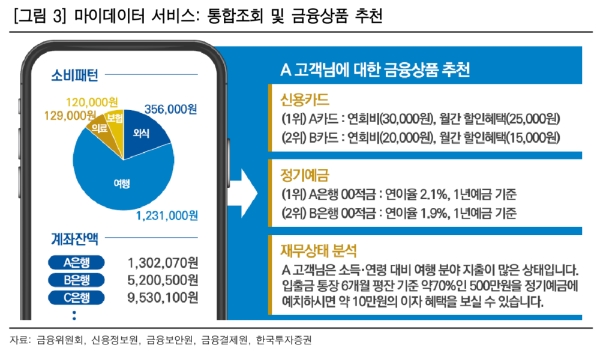 [그림 3] 마이데이터 서비스: 통합조회 및 금융상품 추천
소비패턴
120,000원
129,000원
356,000원
보험
의료
외식
여행
1,231,000원
계좌잔액
A은행 1,302,070원
B은행 5,200,500원
C은행 9,530,100원
:
A 고객님에 대한 금융상품 추천
신용카드
(1위) A카드 : 연회비(30,000원), 월간 할인혜택(25,000원)
(2위) B카드 : 연회비(20,000원), 월간 할인혜택(15,000원)
정기예금
(1위) A은행 00적금 : 연이율 2.1%, 1년예금 기준
(2위) B은행 00적금 : 연이율 1.9%, 1년예금 기준
재무상태 분석
A 고객님은 소득·연령 대비 여행 분야 지출이 많은 상태입니다.
입출금 통장 6개월 평잔 기준 약70%인 500만원을 정기예금에
예치하시면 약 10만원의 이자 혜택을 보실 수 있습니다.
자료: 금융위원회, 신용정보원, 금융보안원, 금융결제원, 한국투자증권